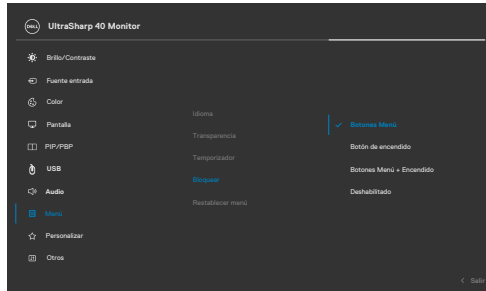 DELL UltraSharp 40 Monitor
Brillo/Contraste
Fuente entrada
Color
Pantalla
PIP/PBP
USB
Audio
Menú
Personalizar
Otros
Idioma
Transparencia
Temporizador
Bloquear
Restablecer menú
Botones Menú
Botón de encendido
Botones Menú + Encendido
Deshabilitado
Salir